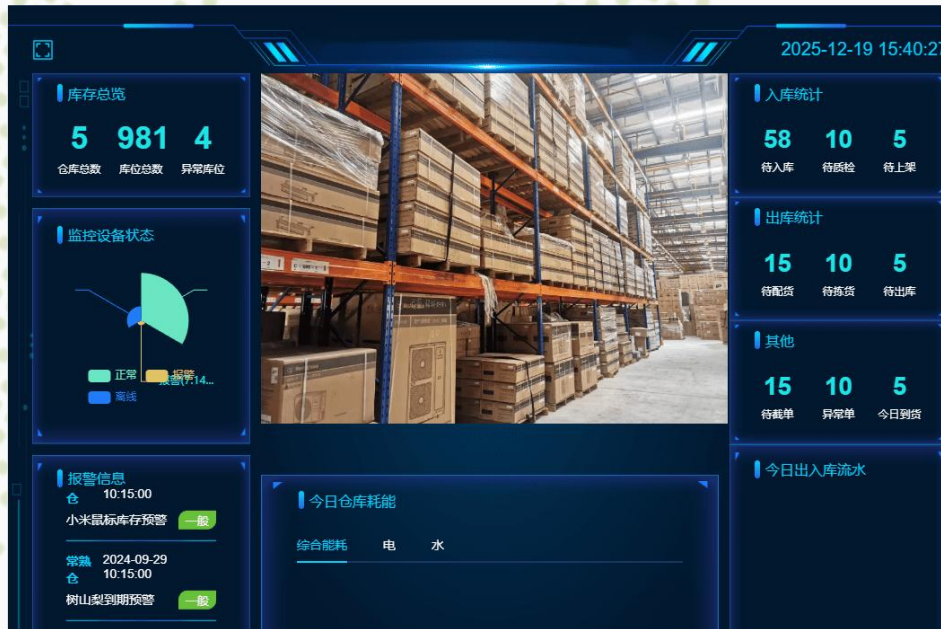 2025-12-19 15:40:27
库存总览
5 981 4
仓库总数 库位总数 异常库位
监控设备状态
正常 报警
报警(7.14...
离线
报警信息
仓 10:15:00
小米鼠标库存预警 一般
常熟仓 2024-09-29 10:15:00
树山梨到期预警 一般
今日仓库耗能
综合能耗 电 水
入库统计
58 10 5
待入库 待质检 待上架
出库统计
15 10 5
待配货 待拣货 待出库
其他
15 10 5
待截单 异常单 今日到货
今日出入库流水